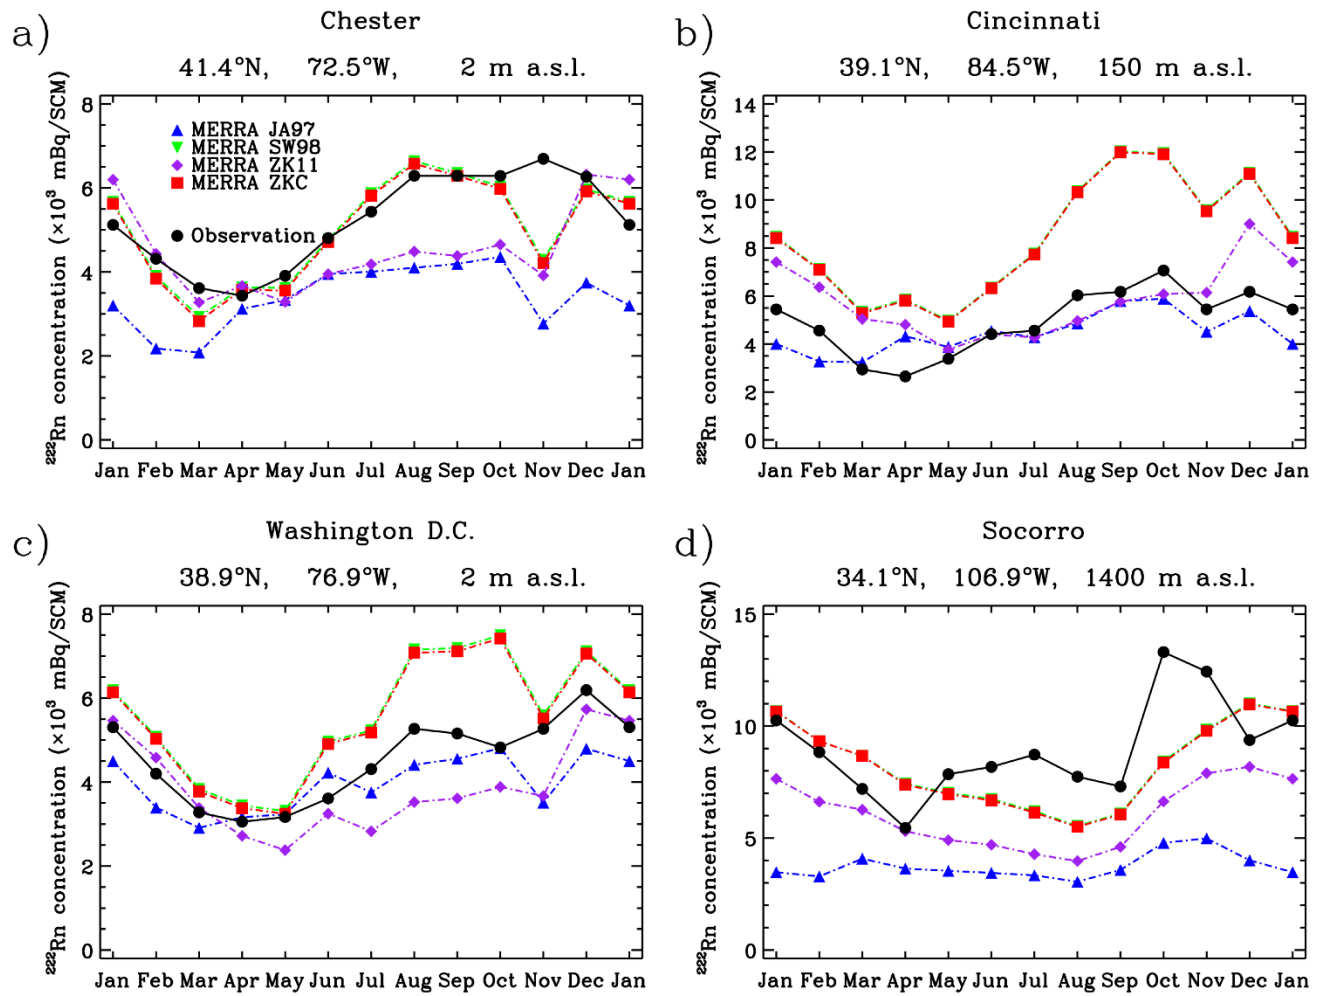 a)
Chester
41.4°N, 72.5°W, 2 m a.s.l.
²²²Rn concentration (×10³ mBq/SCM)
8
6
4
2
0
MERRA JA97
MERRA SW98
MERRA ZK11
MERRA ZKC
Observation
Jan Feb Mar Apr May Jun Jul Aug Sep Oct Nov Dec Jan
b)
Cincinnati
39.1°N, 84.5°W, 150 m a.s.l.
²²²Rn concentration (×10³ mBq/SCM)
14
12
10
8
6
4
2
0
Jan Feb Mar Apr May Jun Jul Aug Sep Oct Nov Dec Jan
c)
Washington D.C.
38.9°N, 76.9°W, 2 m a.s.l.
²²²Rn concentration (×10³ mBq/SCM)
8
6
4
2
0
Jan Feb Mar Apr May Jun Jul Aug Sep Oct Nov Dec Jan
d)
Socorro
34.1°N, 106.9°W, 1400 m a.s.l.
²²²Rn concentration (×10³ mBq/SCM)
15
10
5
0
Jan Feb Mar Apr May Jun Jul Aug Sep Oct Nov Dec Jan